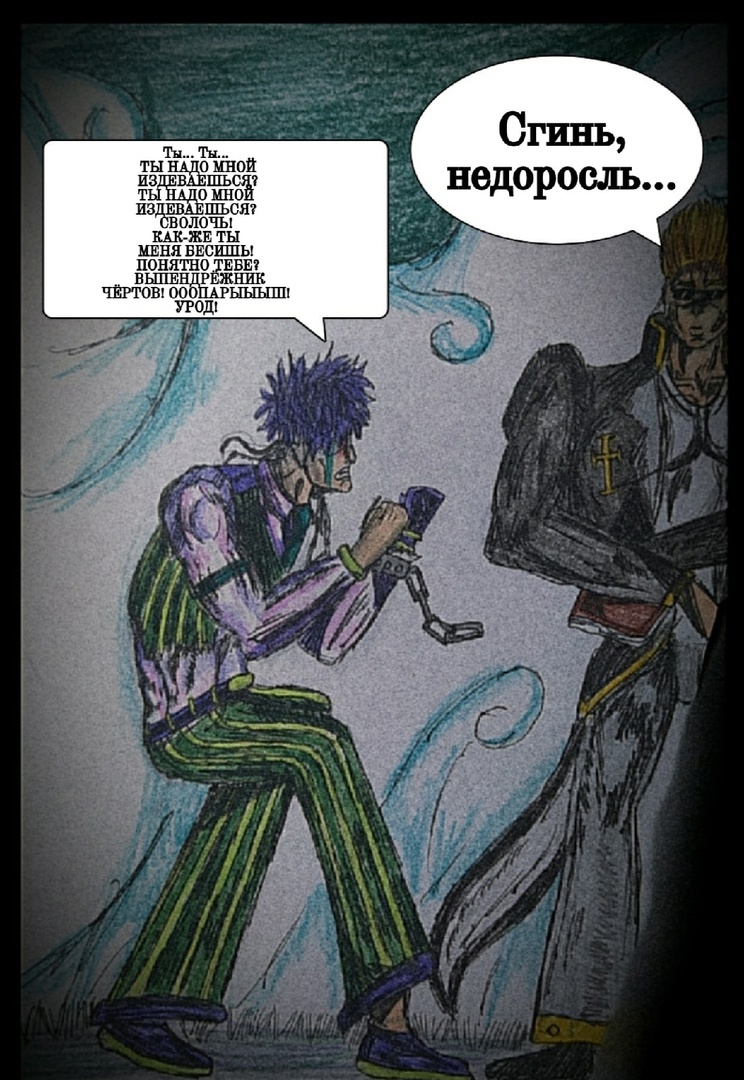 Ты... Ты...
ТЫ НАДО МНОЙ
ИЗДЕВАЕШЬСЯ?
ТЫ НАДО МНОЙ
ИЗДЕВАЕШЬСЯ?
СВОЛОЧЬ!
КАК-ЖЕ ТЫ
МЕНЯ БЕСИШЬ!
ПОНЯТНО ТЕБЕ?
ВЫПЕНДРЁЖНИК
ЧЁРТОВ! ОООПАРЫЫЫШ!
УРОД!
Сгинь,
недоросль...